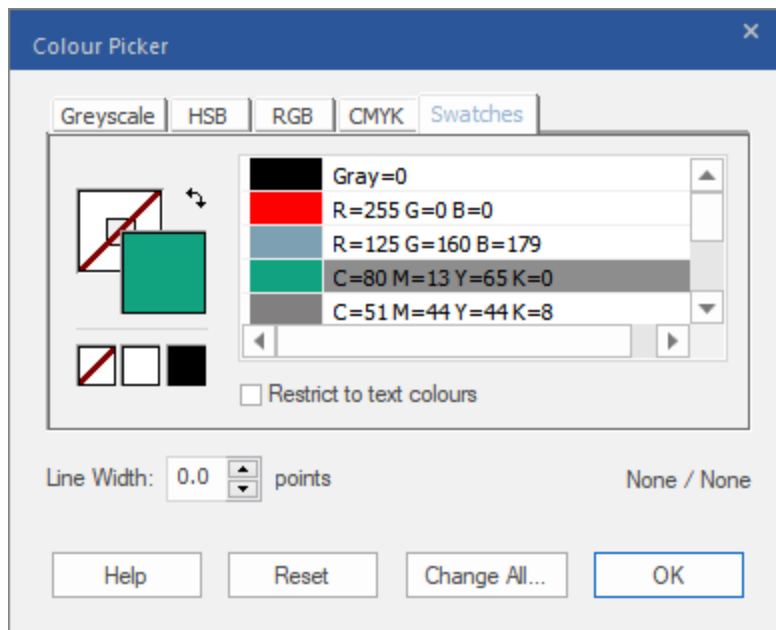 Colour Picker
Greyscale HSB RGB CMYK Swatches
Gray=0
R=255 G=0 B=0
R=125 G=160 B=179
C=80 M=13 Y=65 K=0
C=51 M=44 Y=44 K=8
Restrict to text colours
Line Width: 0.0 points None / None
Help Reset Change All... OK